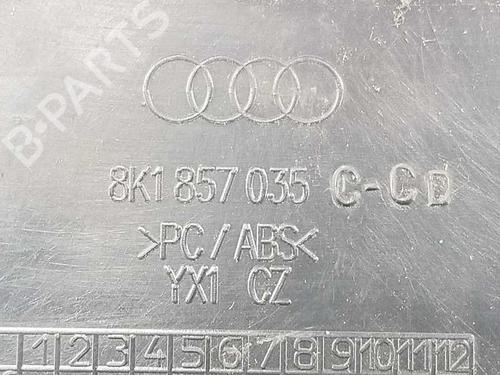 B-PARTS
8K1 857 035 C-CD
>PC/ABS<
YX1 CZ
1 2 3 4 5 6 7 8 9 10 11 12